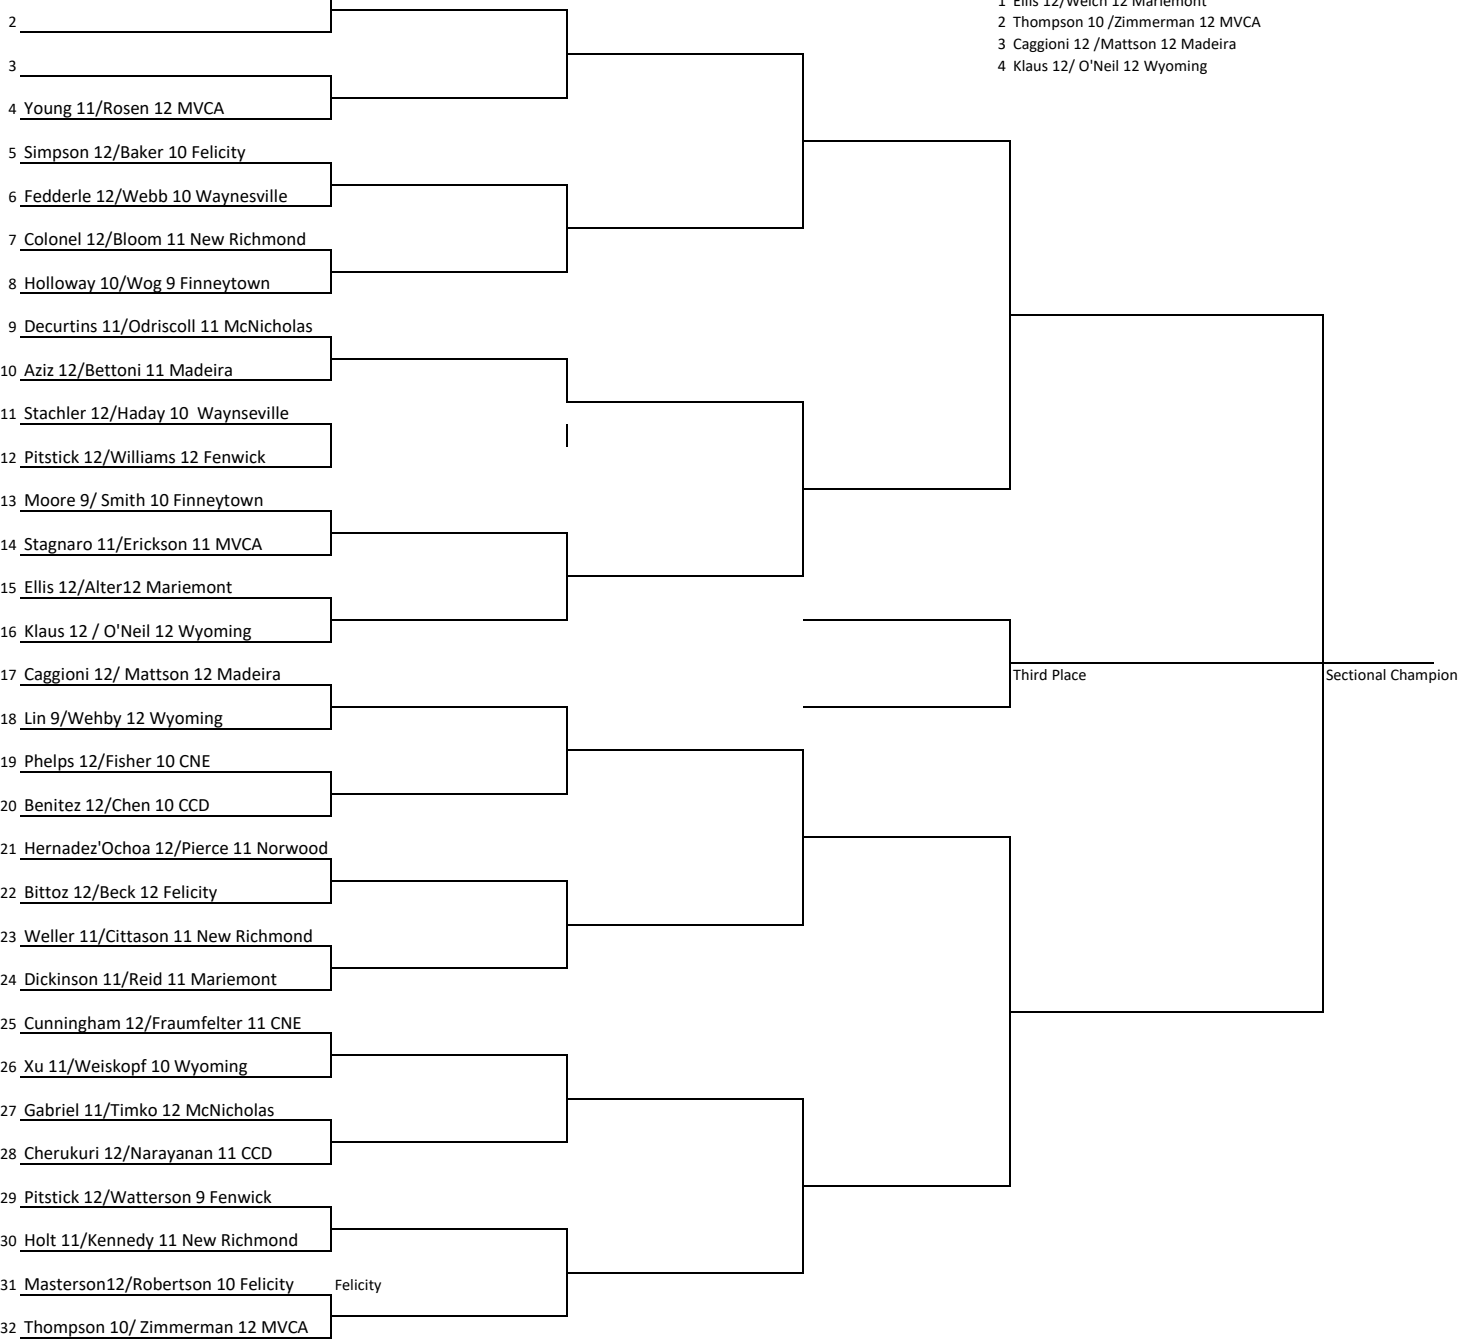 1 Ellis 12/Welch 12 Mariemont
2 Thompson 10 /Zimmerman 12 MVCA
3 Caggioni 12 /Mattson 12 Madeira
4 Klaus 12/ O'Neil 12 Wyoming
2
3
4 Young 11/Rosen 12 MVCA
5 Simpson 12/Baker 10 Felicity
6 Fedderle 12/Webb 10 Waynesville
7 Colonel 12/Bloom 11 New Richmond
8 Holloway 10/Wog 9 Finneytown
9 Decurtins 11/Odriscoll 11 McNicholas
10 Aziz 12/Bettoni 11 Madeira
11 Stachler 12/Haday 10  Waynseville
12 Pitstick 12/Williams 12 Fenwick
13 Moore 9/ Smith 10 Finneytown
14 Stagnaro 11/Erickson 11 MVCA
15 Ellis 12/Alter12 Mariemont
16 Klaus 12 / O'Neil 12 Wyoming
17 Caggioni 12/ Mattson 12 Madeira
Third Place
Sectional Champion
18 Lin 9/Wehby 12 Wyoming
19 Phelps 12/Fisher 10 CNE
20 Benitez 12/Chen 10 CCD
21 Hernadez'Ochoa 12/Pierce 11 Norwood
22 Bittoz 12/Beck 12 Felicity
23 Weller 11/Cittason 11 New Richmond
24 Dickinson 11/Reid 11 Mariemont
25 Cunningham 12/Fraumfelter 11 CNE
26 Xu 11/Weiskopf 10 Wyoming
27 Gabriel 11/Timko 12 McNicholas
28 Cherukuri 12/Narayanan 11 CCD
29 Pitstick 12/Watterson 9 Fenwick
30 Holt 11/Kennedy 11 New Richmond
31 Masterson12/Robertson 10 Felicity
Felicity
32 Thompson 10/ Zimmerman 12 MVCA